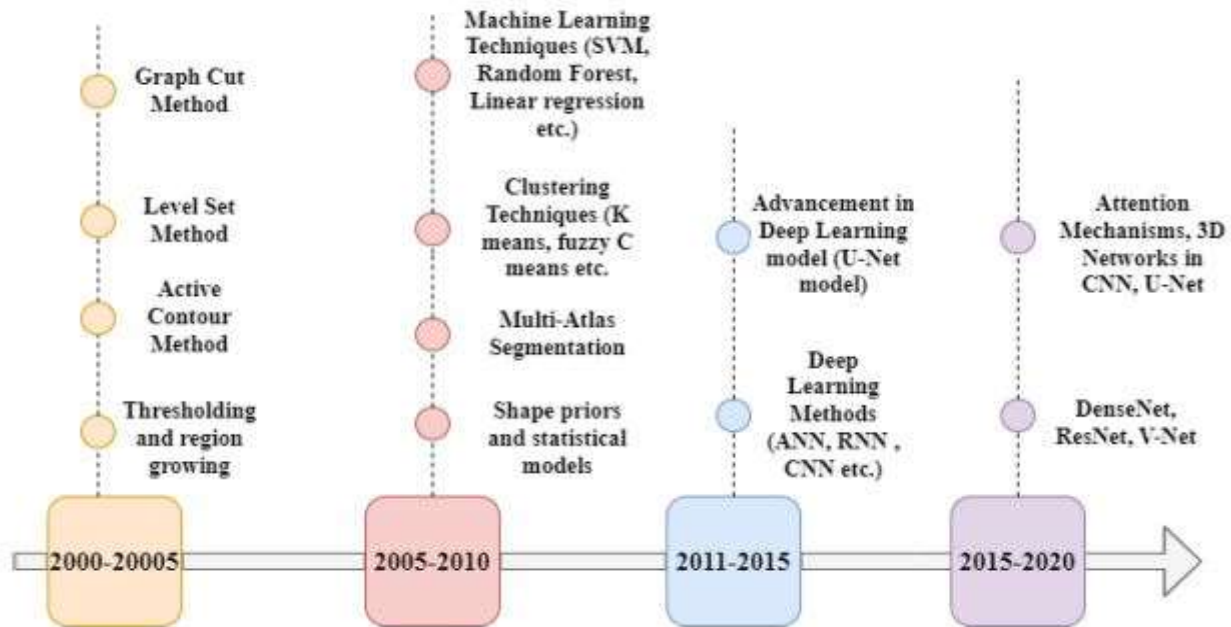 Graph Cut
Method
Level Set
Method
Active
Contour
Method
Thresholding
and region
growing
2000-20005
Machine Learning
Techniques (SVM,
Random Forest,
Linear regression
etc.)
Clustering
Techniques (K
means, fuzzy C
means etc.
Multi-Atlas
Segmentation
Shape priors
and statistical
models
2005-2010
Advancement in
Deep Learning
model (U-Net
model)
Deep
Learning
Methods
(ANN, RNN ,
CNN etc.)
2011-2015
Attention
Mechanisms, 3D
Networks in
CNN, U-Net
DenseNet,
ResNet, V-Net
2015-2020